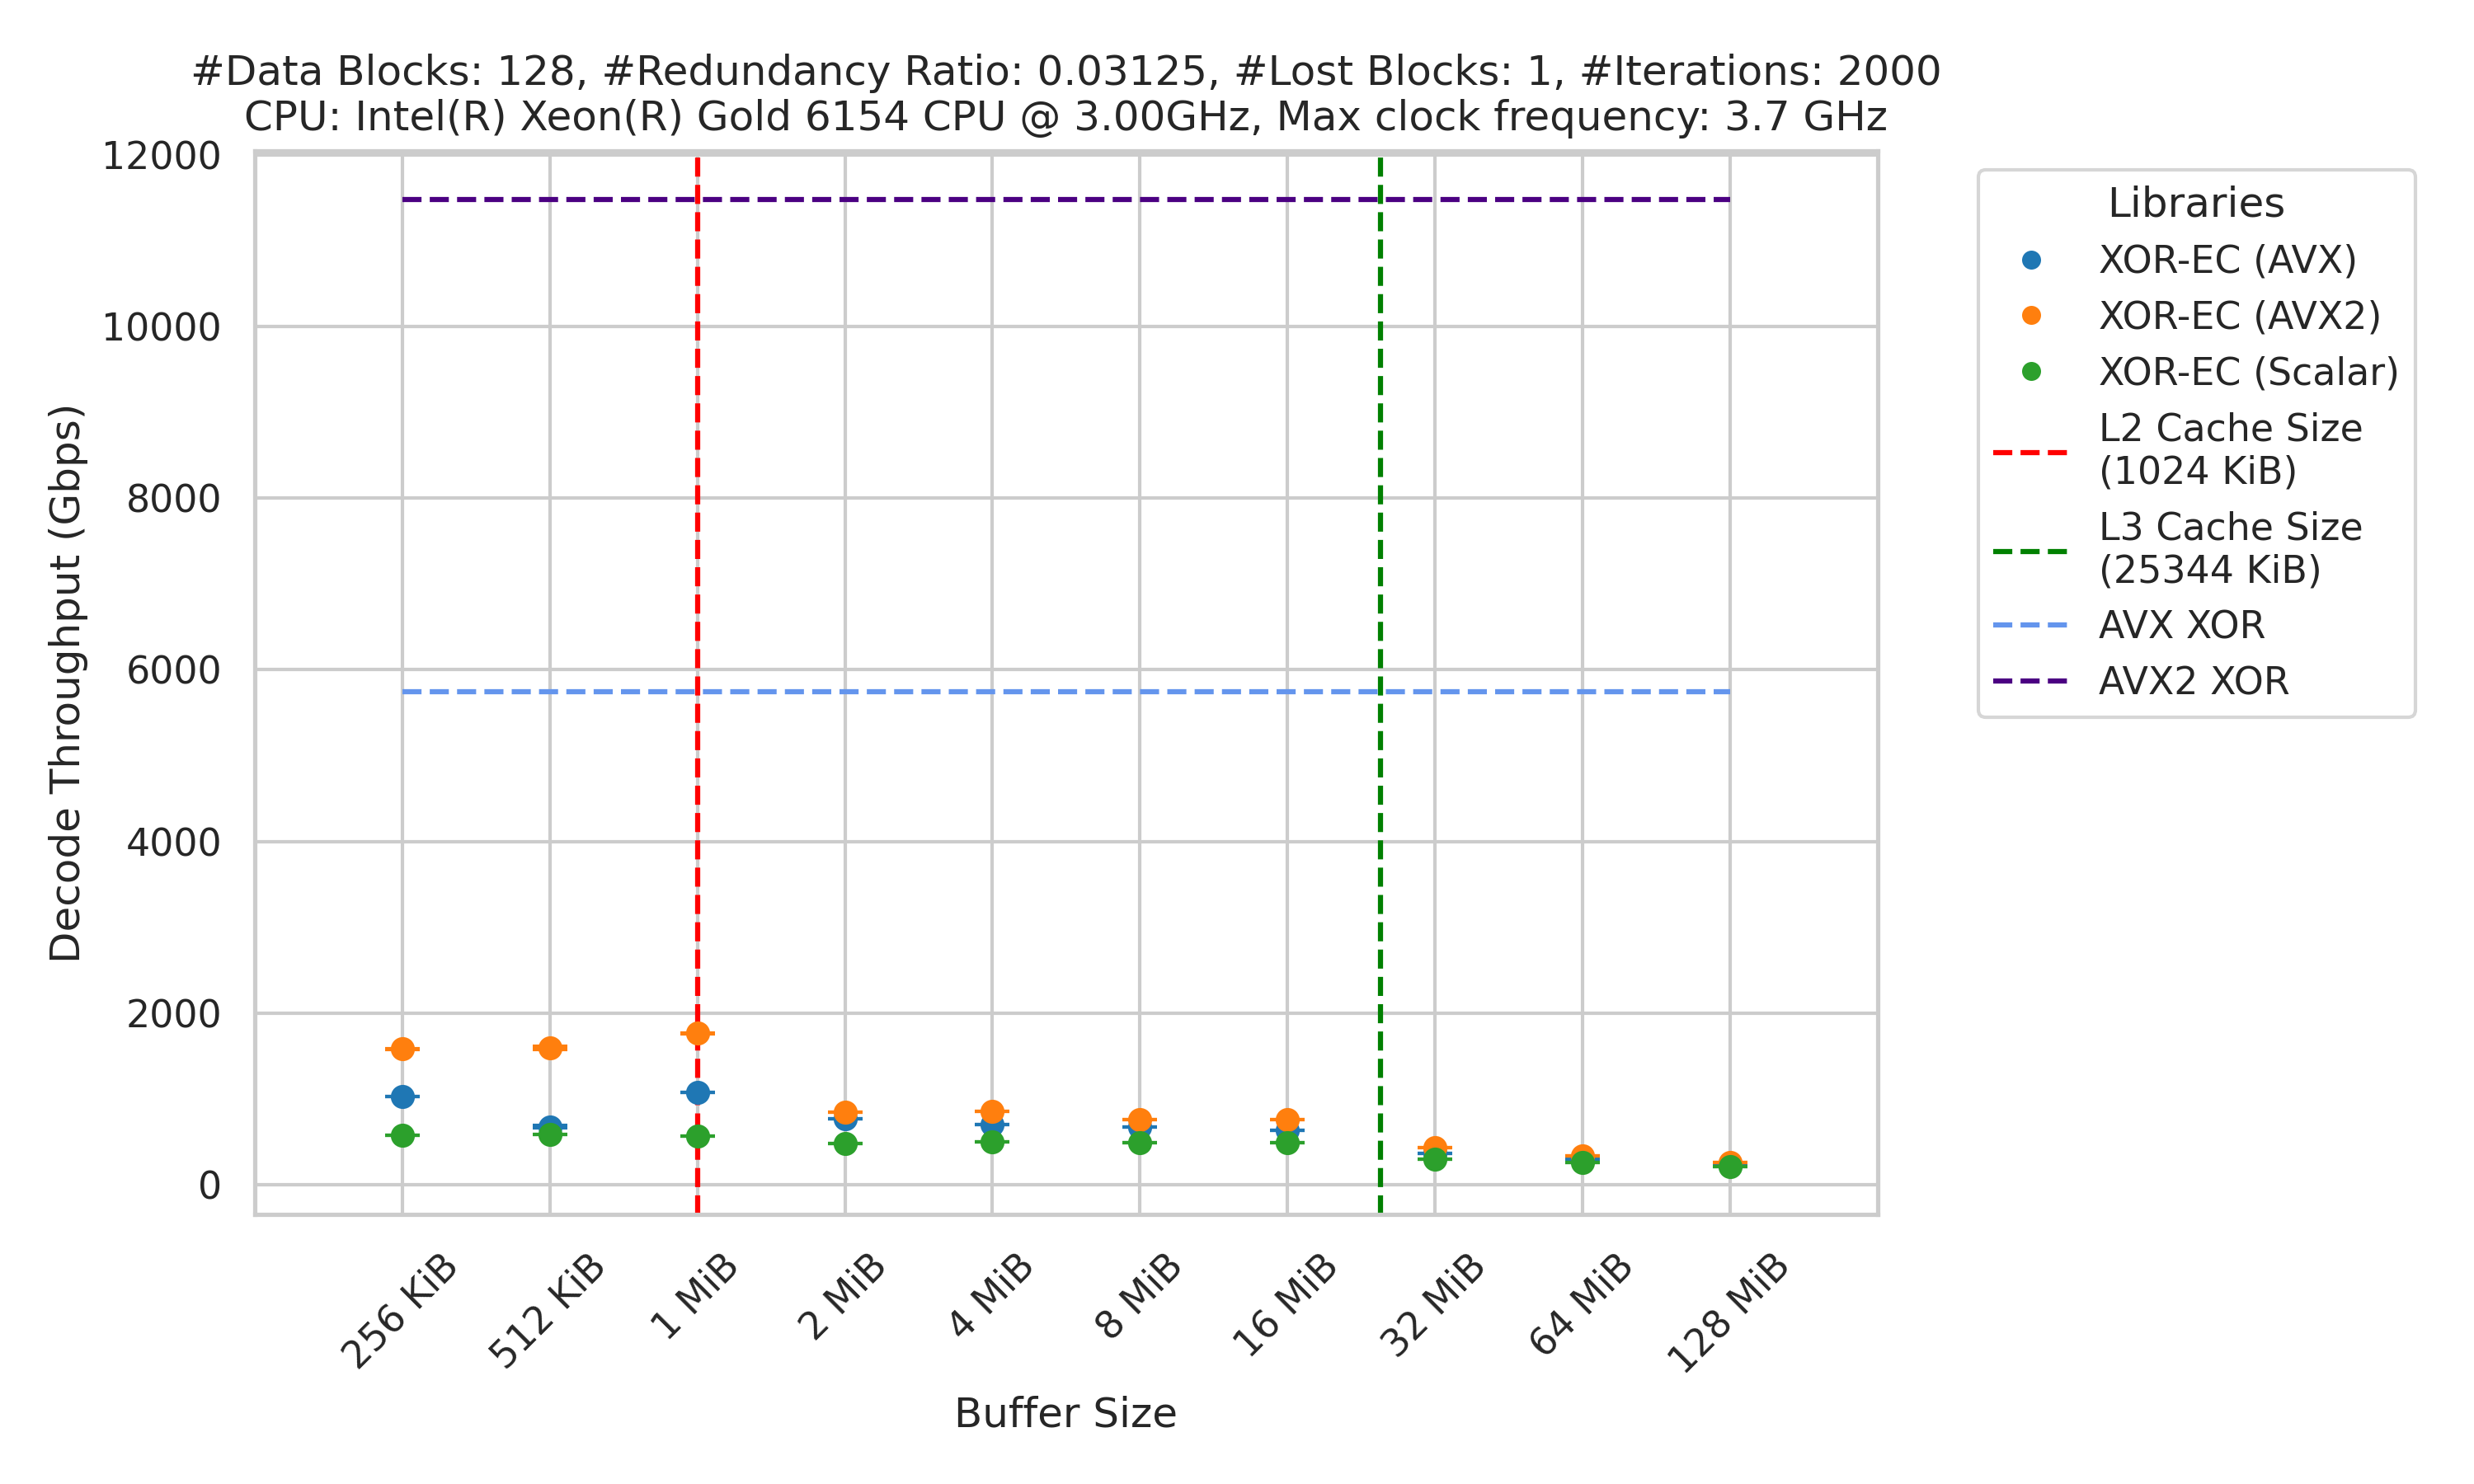 #Data Blocks: 128, #Redundancy Ratio: 0.03125, #Lost Blocks: 1, #Iterations: 2000
CPU: Intel(R) Xeon(R) Gold 6154 CPU @ 3.00GHz, Max clock frequency: 3.7 GHz
Decode Throughput (Gbps)
12000
10000
8000
6000
4000
2000
0
256 KiB
512 KiB
1 MiB
2 MiB
4 MiB
8 MiB
16 MiB
32 MiB
64 MiB
128 MiB
Buffer Size
Libraries
XOR-EC (AVX)
XOR-EC (AVX2)
XOR-EC (Scalar)
L2 Cache Size
(1024 KiB)
L3 Cache Size
(25344 KiB)
AVX XOR
AVX2 XOR